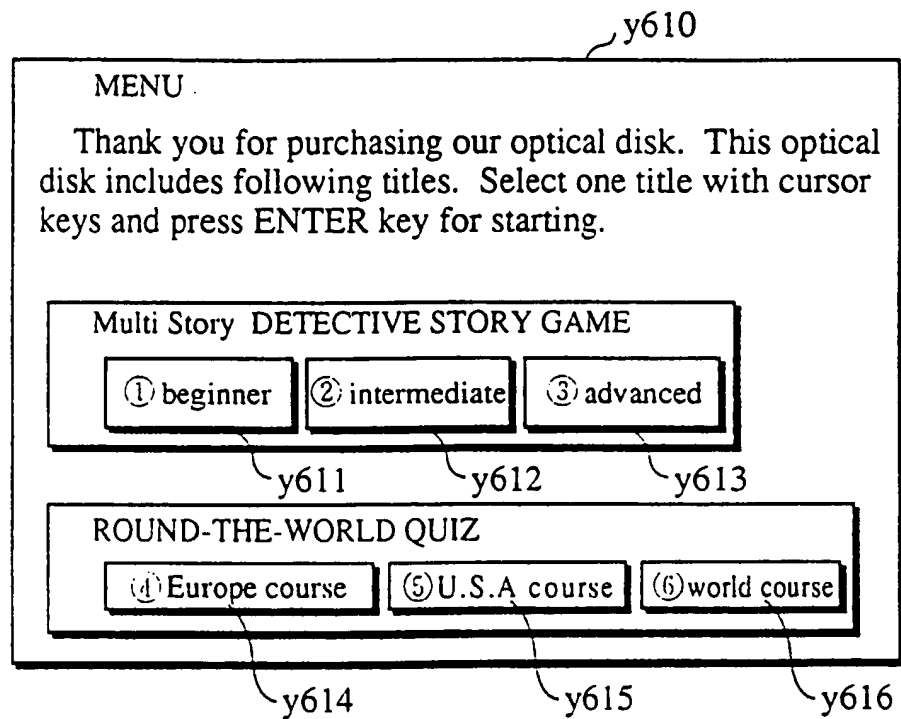 y610
MENU
Thank you for purchasing our optical disk. This optical
disk includes following titles. Select one title with cursor
keys and press ENTER key for starting.
Multi Story DETECTIVE STORY GAME
① beginner ② intermediate ③ advanced
y611 y612 y613
ROUND-THE-WORLD QUIZ
④ Europe course ⑤ U.S.A course ⑥ world course
y614 y615 y616